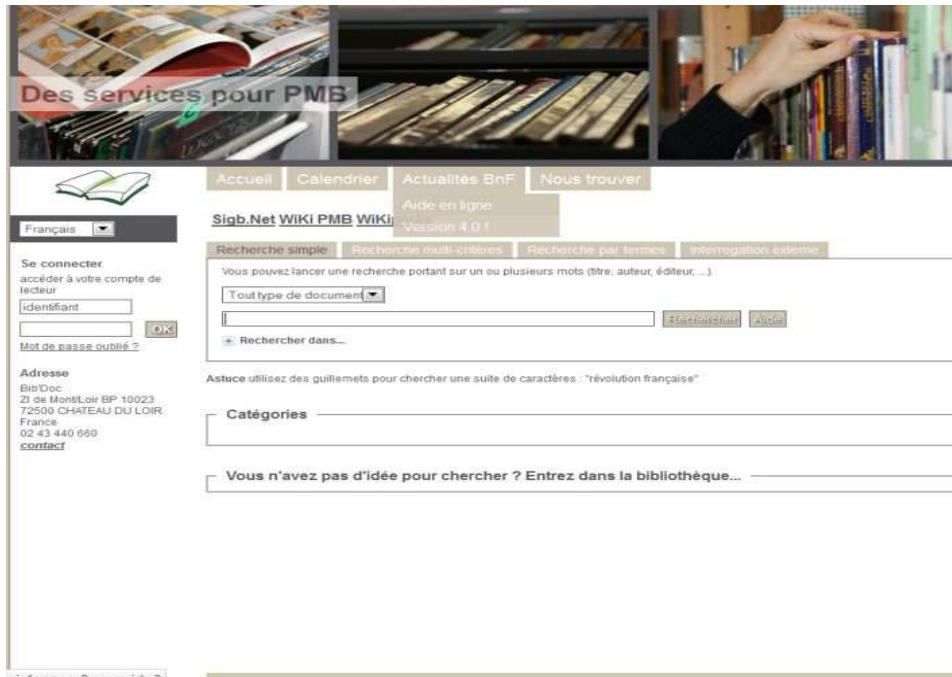 Des services pour PMB
Accueil Calendrier Actualités BnF Nous trouver
Aide en ligne
Version 4.0 !
Français
Sigb.Net WiKi PMB WiKi
Recherche simple Recherche multi-critères Recherche par termes Interrogation externe
Vous pouvez lancer une recherche portant sur un ou plusieurs mots (titre, auteur, éditeur, ...).
Tout type de document
Rechercher Aide
Rechercher dans...
Astuce utilisez des guillemets pour chercher une suite de caractères : "révolution française"
Catégories
Vous n'avez pas d'idée pour chercher ? Entrez dans la bibliothèque...
Se connecter
accéder à votre compte de
lecteur
identifiant
OK
Mot de passe oublié ?
Adresse
Bib'Doc
ZI de Mont/Loir BP 10023
72500 CHATEAU DU LOIR
France
02 43 440 660
contact